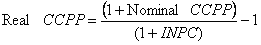 Real CCPP = (1 + Nominal CCPP) / (1 + INPC) − 1